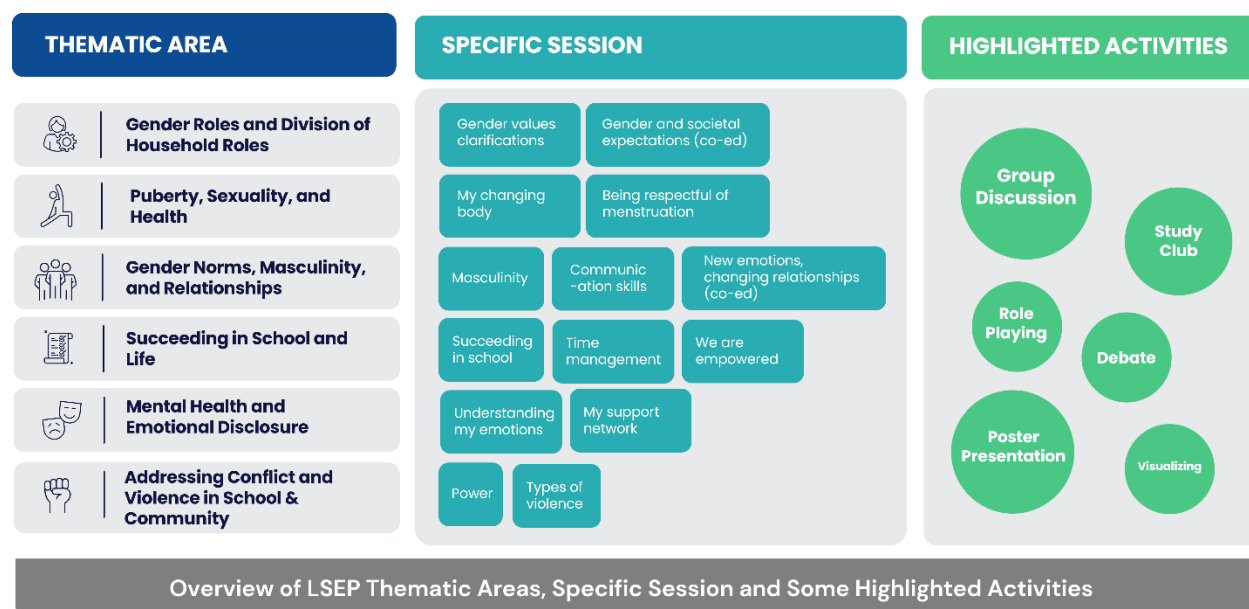 THEMATIC AREA
SPECIFIC SESSION
HIGHLIGHTED ACTIVITIES
Gender Roles and Division of
Household Roles
Gender values
clarifications
Gender and societal
expectations (co-ed)
Puberty, Sexuality, and
Health
My changing
body
Being respectful of
menstruation
Gender Norms, Masculinity,
and Relationships
Masculinity
Communic
-ation skills
New emotions,
changing relationships
(co-ed)
Succeeding in School and
Life
Succeeding
in school
Time
management
We are
empowered
Mental Health and
Emotional Disclosure
Understanding
my emotions
My support
network
Addressing Conflict and
Violence in School &
Community
Power
Types of
violence
Group
Discussion
Study
Club
Role
Playing
Debate
Poster
Presentation
Visualizing
Overview of LSEP Thematic Areas, Specific Session and Some Highlighted Activities